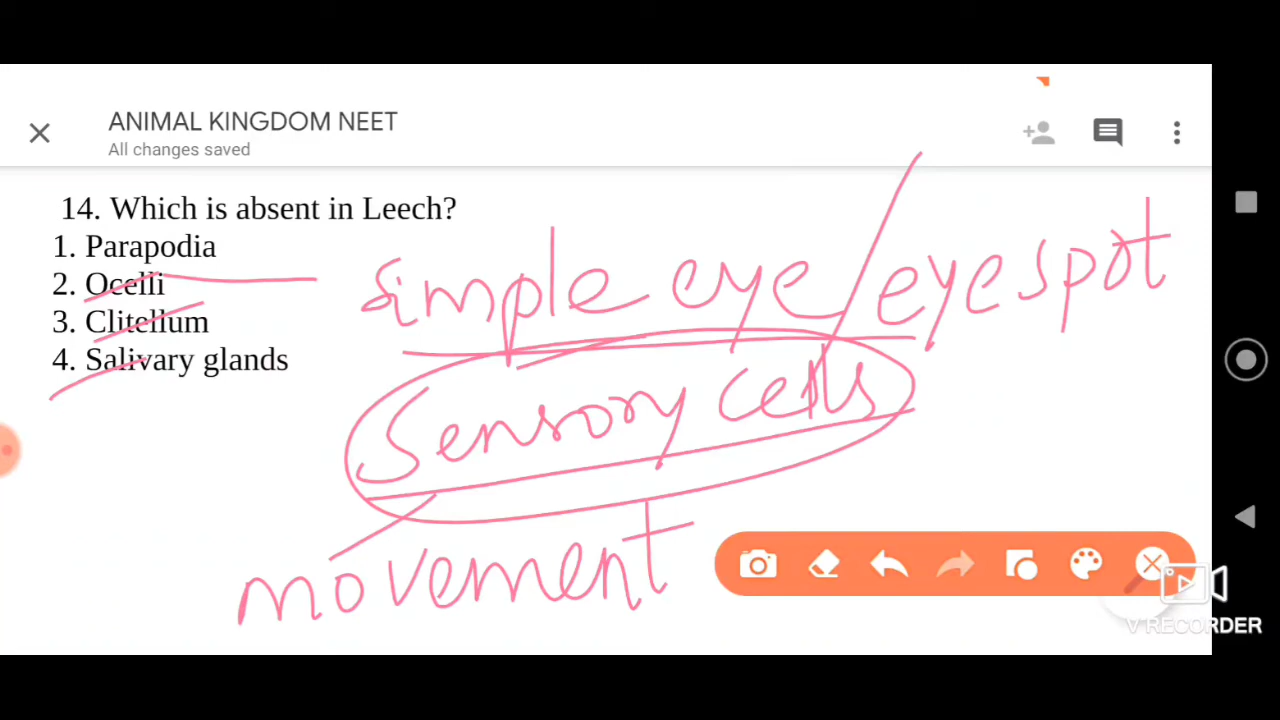 ANIMAL KINGDOM NEET
All changes saved
14. Which is absent in Leech?
1. Parapodia
2. Ocelli
simple eye/eyespot
3. Clitellum
4. Salivary glands
Sensory cells
movement
V RECORDER